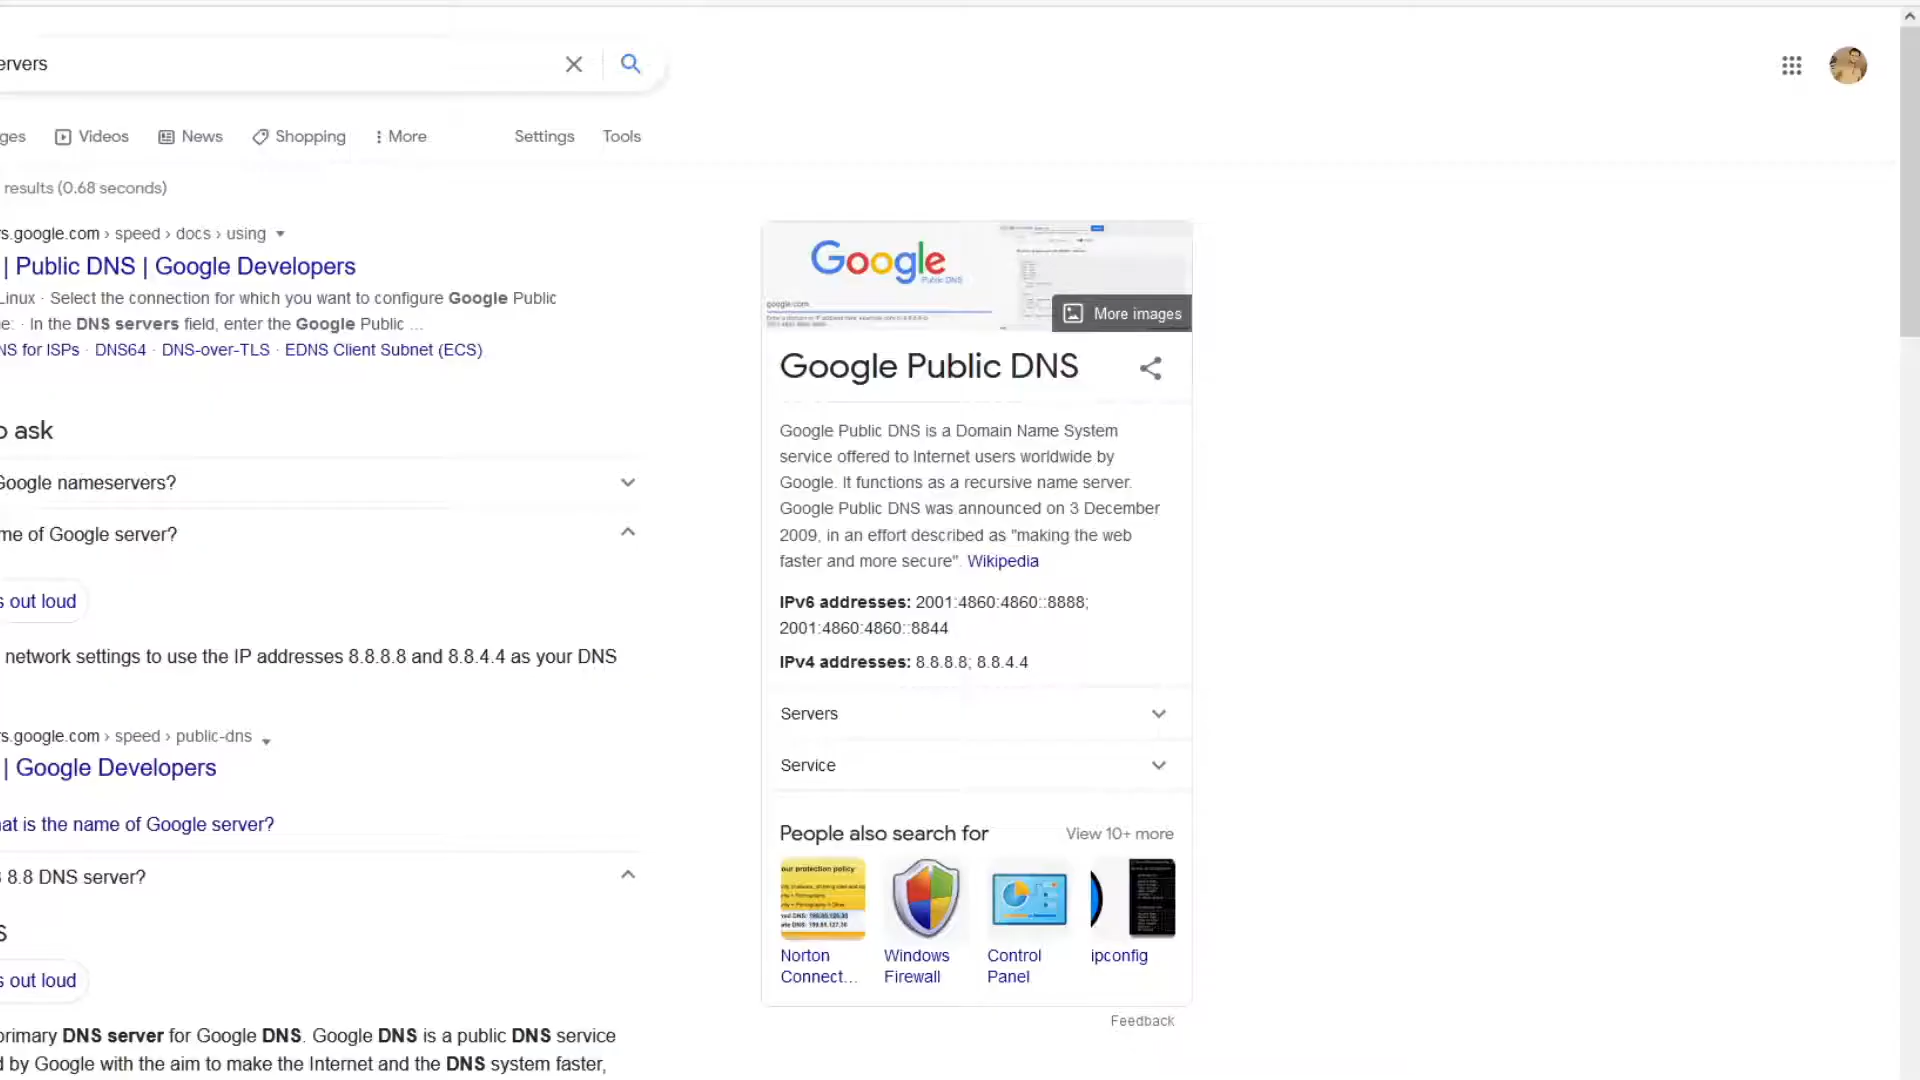 ervers
ges
Videos
News
Shopping
More
Settings
Tools
results (0.68 seconds)
s.google.com › speed › docs › using
| Public DNS | Google Developers
Linux · Select the connection for which you want to configure Google Public
e: · In the DNS servers field, enter the Google Public ...
NS for ISPs · DNS64 · DNS-over-TLS · EDNS Client Subnet (ECS)
o ask
Google nameservers?
me of Google server?
s out loud
network settings to use the IP addresses 8.8.8.8 and 8.8.4.4 as your DNS
s.google.com › speed › public-dns
| Google Developers
at is the name of Google server?
8.8 DNS server?
S
s out loud
primary DNS server for Google DNS. Google DNS is a public DNS service
d by Google with the aim to make the Internet and the DNS system faster,
Google
Public DNS
google.com
More images
Google Public DNS
Google Public DNS is a Domain Name System
service offered to Internet users worldwide by
Google. It functions as a recursive name server.
Google Public DNS was announced on 3 December
2009, in an effort described as "making the web
faster and more secure". Wikipedia
IPv6 addresses: 2001:4860:4860::8888;
2001:4860:4860::8844
IPv4 addresses: 8.8.8.8; 8.8.4.4
Servers
Service
People also search for
View 10+ more
our protection policy
Norton
Connect...
Windows
Firewall
Control
Panel
ipconfig
Feedback